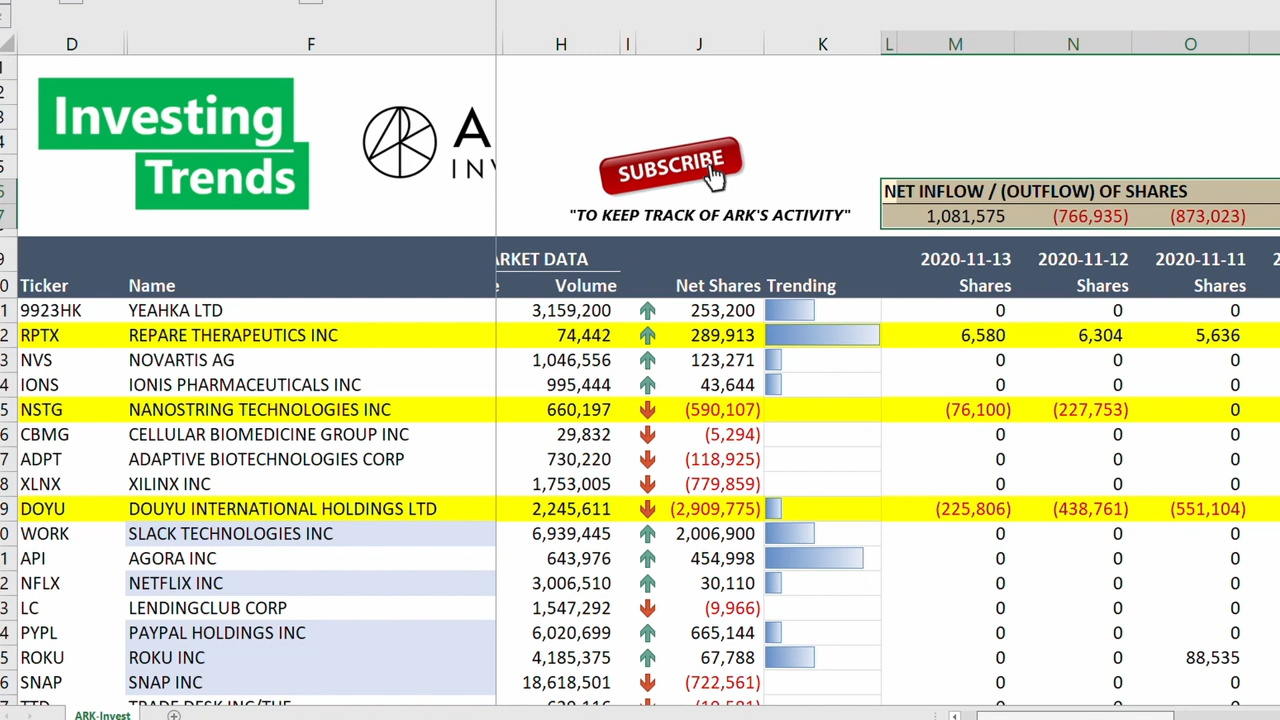 D F H I J K L M N O
Investing
Trends
A
INV
SUBSCRIBE
"TO KEEP TRACK OF ARK'S ACTIVITY"
NET INFLOW / (OUTFLOW) OF SHARES
1,081,575 (766,935) (873,023)
ARKET DATA 2020-11-13 2020-11-12 2020-11-11
Ticker Name Volume Net Shares Trending Shares Shares Shares
9923HK YEAHKA LTD 3,159,200 253,200 0 0 0
RPTX REPARE THERAPEUTICS INC 74,442 289,913 6,580 6,304 5,636
NVS NOVARTIS AG 1,046,556 123,271 0 0 0
IONS IONIS PHARMACEUTICALS INC 995,444 43,644 0 0 0
NSTG NANOSTRING TECHNOLOGIES INC 660,197 (590,107) (76,100) (227,753) 0
CBMG CELLULAR BIOMEDICINE GROUP INC 29,832 (5,294) 0 0 0
ADPT ADAPTIVE BIOTECHNOLOGIES CORP 730,220 (118,925) 0 0 0
XLNX XILINX INC 1,753,005 (779,859) 0 0 0
DOYU DOUYU INTERNATIONAL HOLDINGS LTD 2,245,611 (2,909,775) (225,806) (438,761) (551,104)
WORK SLACK TECHNOLOGIES INC 6,939,445 2,006,900 0 0 0
API AGORA INC 643,976 454,998 0 0 0
NFLX NETFLIX INC 3,006,510 30,110 0 0 0
LC LENDINGCLUB CORP 1,547,292 (9,966) 0 0 0
PYPL PAYPAL HOLDINGS INC 6,020,699 665,144 0 0 0
ROKU ROKU INC 4,185,375 67,788 0 0 88,535
SNAP SNAP INC 18,618,501 (722,561) 0 0 0
ARK-Invest